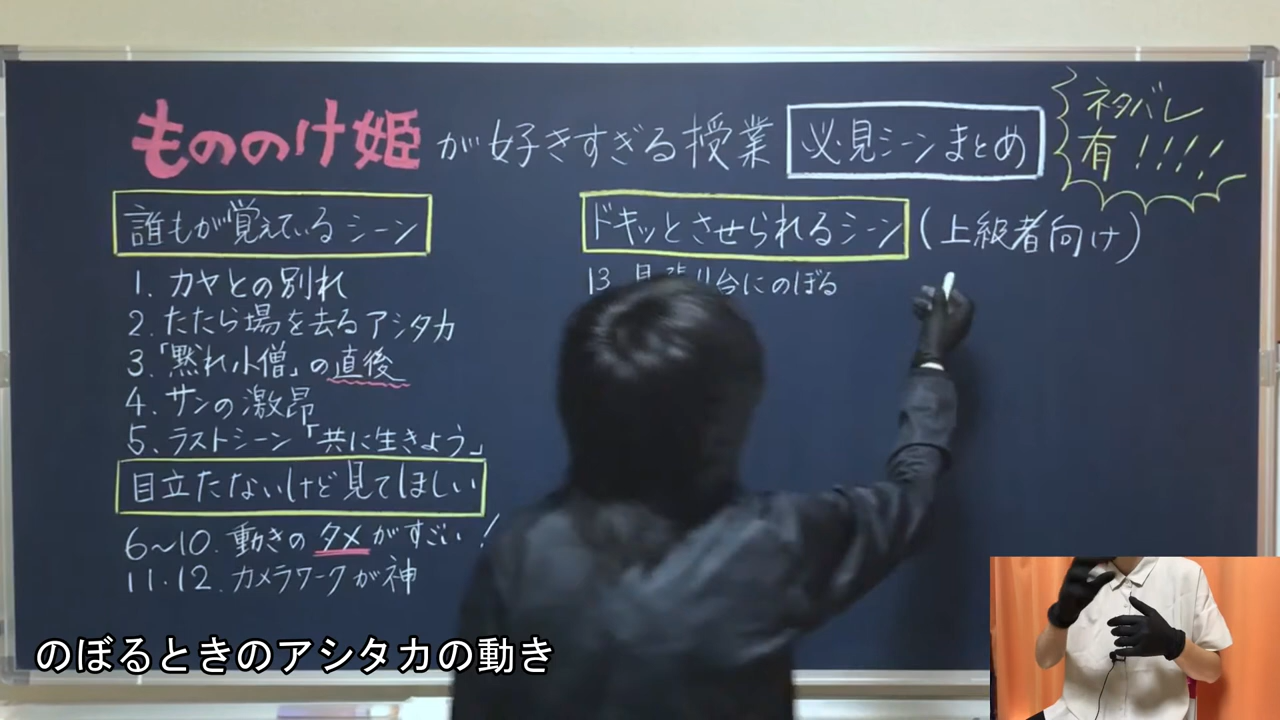 もののけ姫が好きすぎる授業 必見シーンまとめ
ネタバレ
有!!!!
誰もが覚えているシーン
1. カヤとの別れ
2. たたら場を去るアシタカ
3.「黙れ小僧」の直後
4. サンの激昂
5. ラストシーン「共に生きよう」
目立たないけど見てほしい
6〜10. 動きのタメがすごい!
11・12. カメラワークが神
ドキッとさせられるシーン(上級者向け)
13 見張り台にのぼる
のぼるときのアシタカの動き